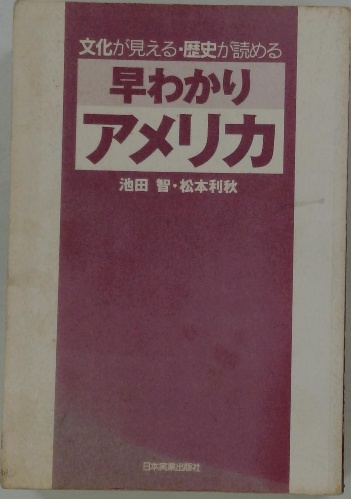 文化が見える・歴史が読める
早わかり
アメリカ
池田 智・松本利秋
日本実業出版社